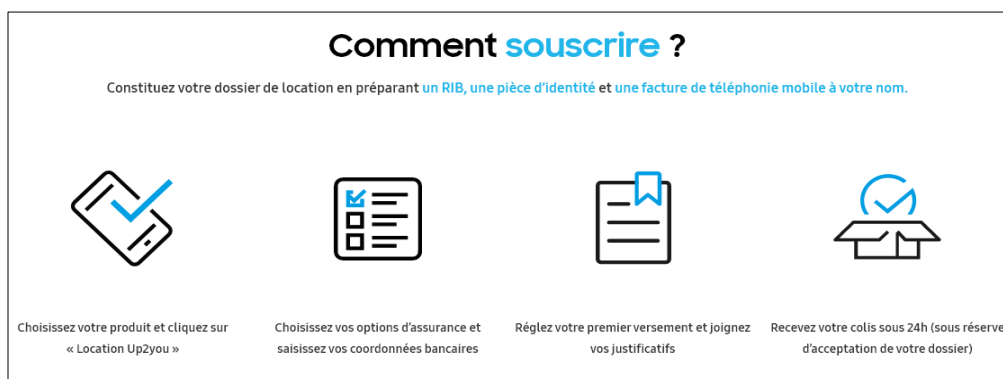 Comment souscrire ?
Constituez votre dossier de location en préparant un RIB, une pièce d'identité et une facture de téléphonie mobile à votre nom.
Choisissez votre produit et cliquez sur
« Location Up2you »
Choisissez vos options d'assurance et
saisissez vos coordonnées bancaires
Réglez votre premier versement et joignez
vos justificatifs
Recevez votre colis sous 24h (sous réserve
d'acceptation de votre dossier)